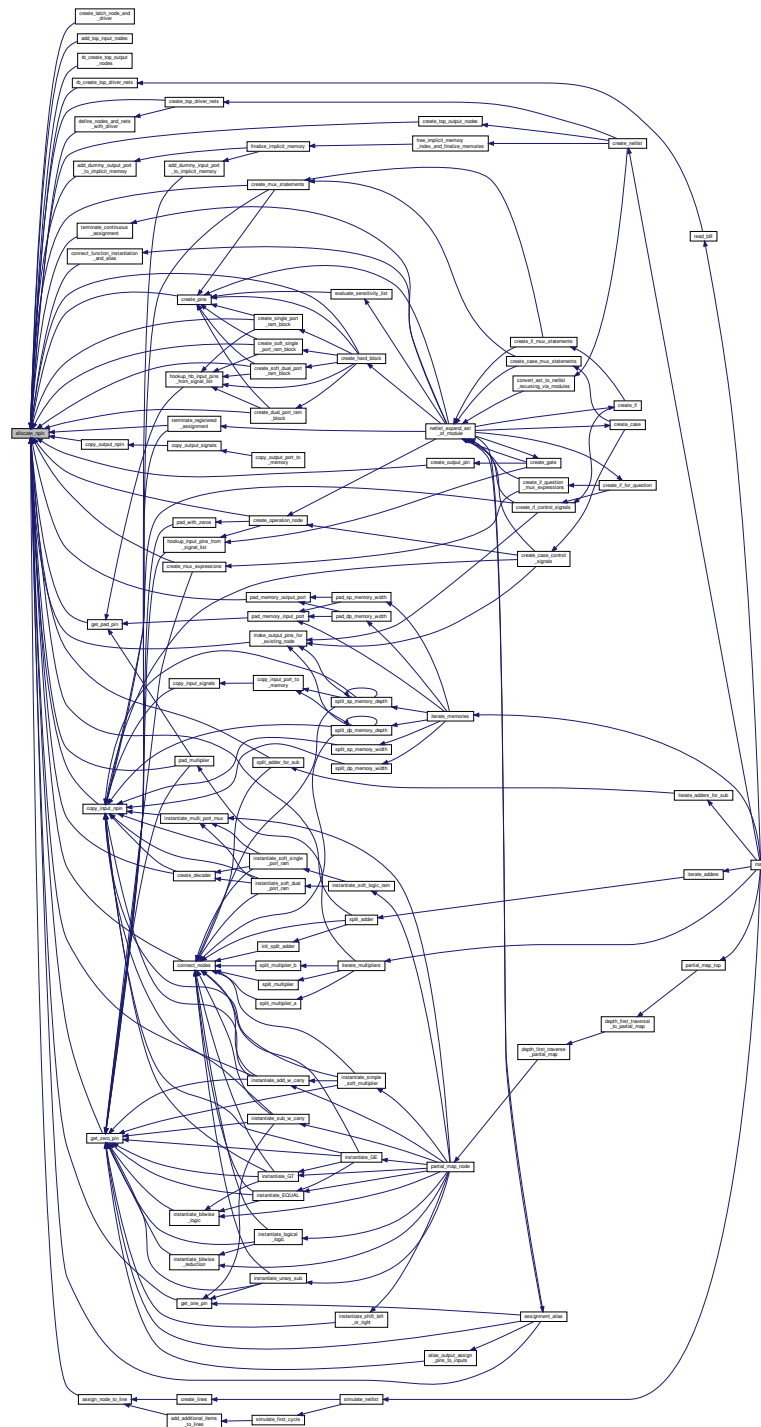 create_latch_node_and
_driver
add_top_input_nodes
rb_create_top_output
_nodes
rb_create_top_driver_nets
create_top_driver_nets
define_nodes_and_nets
_with_driver
create_top_output_nodes
free_implicit_memory
_index_and_finalize_memories
create_netlist
finalize_implicit_memory
add_dummy_output_port
_to_implicit_memory
add_dummy_input_port
_to_implicit_memory
create_mux_statements
terminate_continuous
_assignment
read_blif
connect_function_instantiation
_and_alias
create_pins
evaluate_sensitivity_list
create_single_port
_ram_block
create_soft_single
_port_ram_block
create_hard_block
create_if_mux_statements
create_case_mux_statements
hookup_hb_input_pins
_from_signal_list
create_soft_dual_port
_ram_block
convert_ast_to_netlist
_recursing_via_modules
create_dual_port_ram
_block
create_if
create_case
allocate_npin
terminate_registered
_assignment
netlist_expand_ast
_of_module
copy_output_npin
copy_output_signals
copy_output_port_to
_memory
create_output_pin
create_gate
create_if_question
_mux_expressions
create_if_for_question
create_if_control_signals
pad_with_zeros
create_operation_node
hookup_input_pins_from
_signal_list
create_case_control
_signals
create_mux_expressions
pad_memory_output_port
pad_sp_memory_width
get_pad_pin
pad_memory_input_port
pad_dp_memory_width
make_output_pins_for
_existing_node
copy_input_signals
copy_input_port_to
_memory
split_sp_memory_depth
iterate_memories
split_dp_memory_depth
split_sp_memory_width
pad_multiplier
split_adder_for_sub
split_dp_memory_width
iterate_adders_for_sub
copy_input_npin
instantiate_multi_port_mux
instantiate_soft_single
_port_ram
create_decoder
instantiate_soft_dual
_port_ram
instantiate_soft_logic_ram
iterate_adders
split_adder
init_split_adder
connect_nodes
split_multiplier_b
iterate_multipliers
partial_map_top
split_multiplier
split_multiplier_a
depth_first_traversal
_to_partial_map
depth_first_traverse
_partial_map
instantiate_add_w_carry
instantiate_simple
_soft_multiplier
instantiate_sub_w_carry
get_zero_pin
instantiate_GE
partial_map_node
instantiate_GT
instantiate_EQUAL
instantiate_bitwise
_logic
instantiate_logical
_logic
instantiate_bitwise
_reduction
instantiate_unary_sub
get_one_pin
instantiate_shift_left
_or_right
assignment_alias
alias_output_assign
_pins_to_inputs
assign_node_to_line
create_lines
simulate_netlist
add_additional_items
_to_lines
simulate_first_cycle